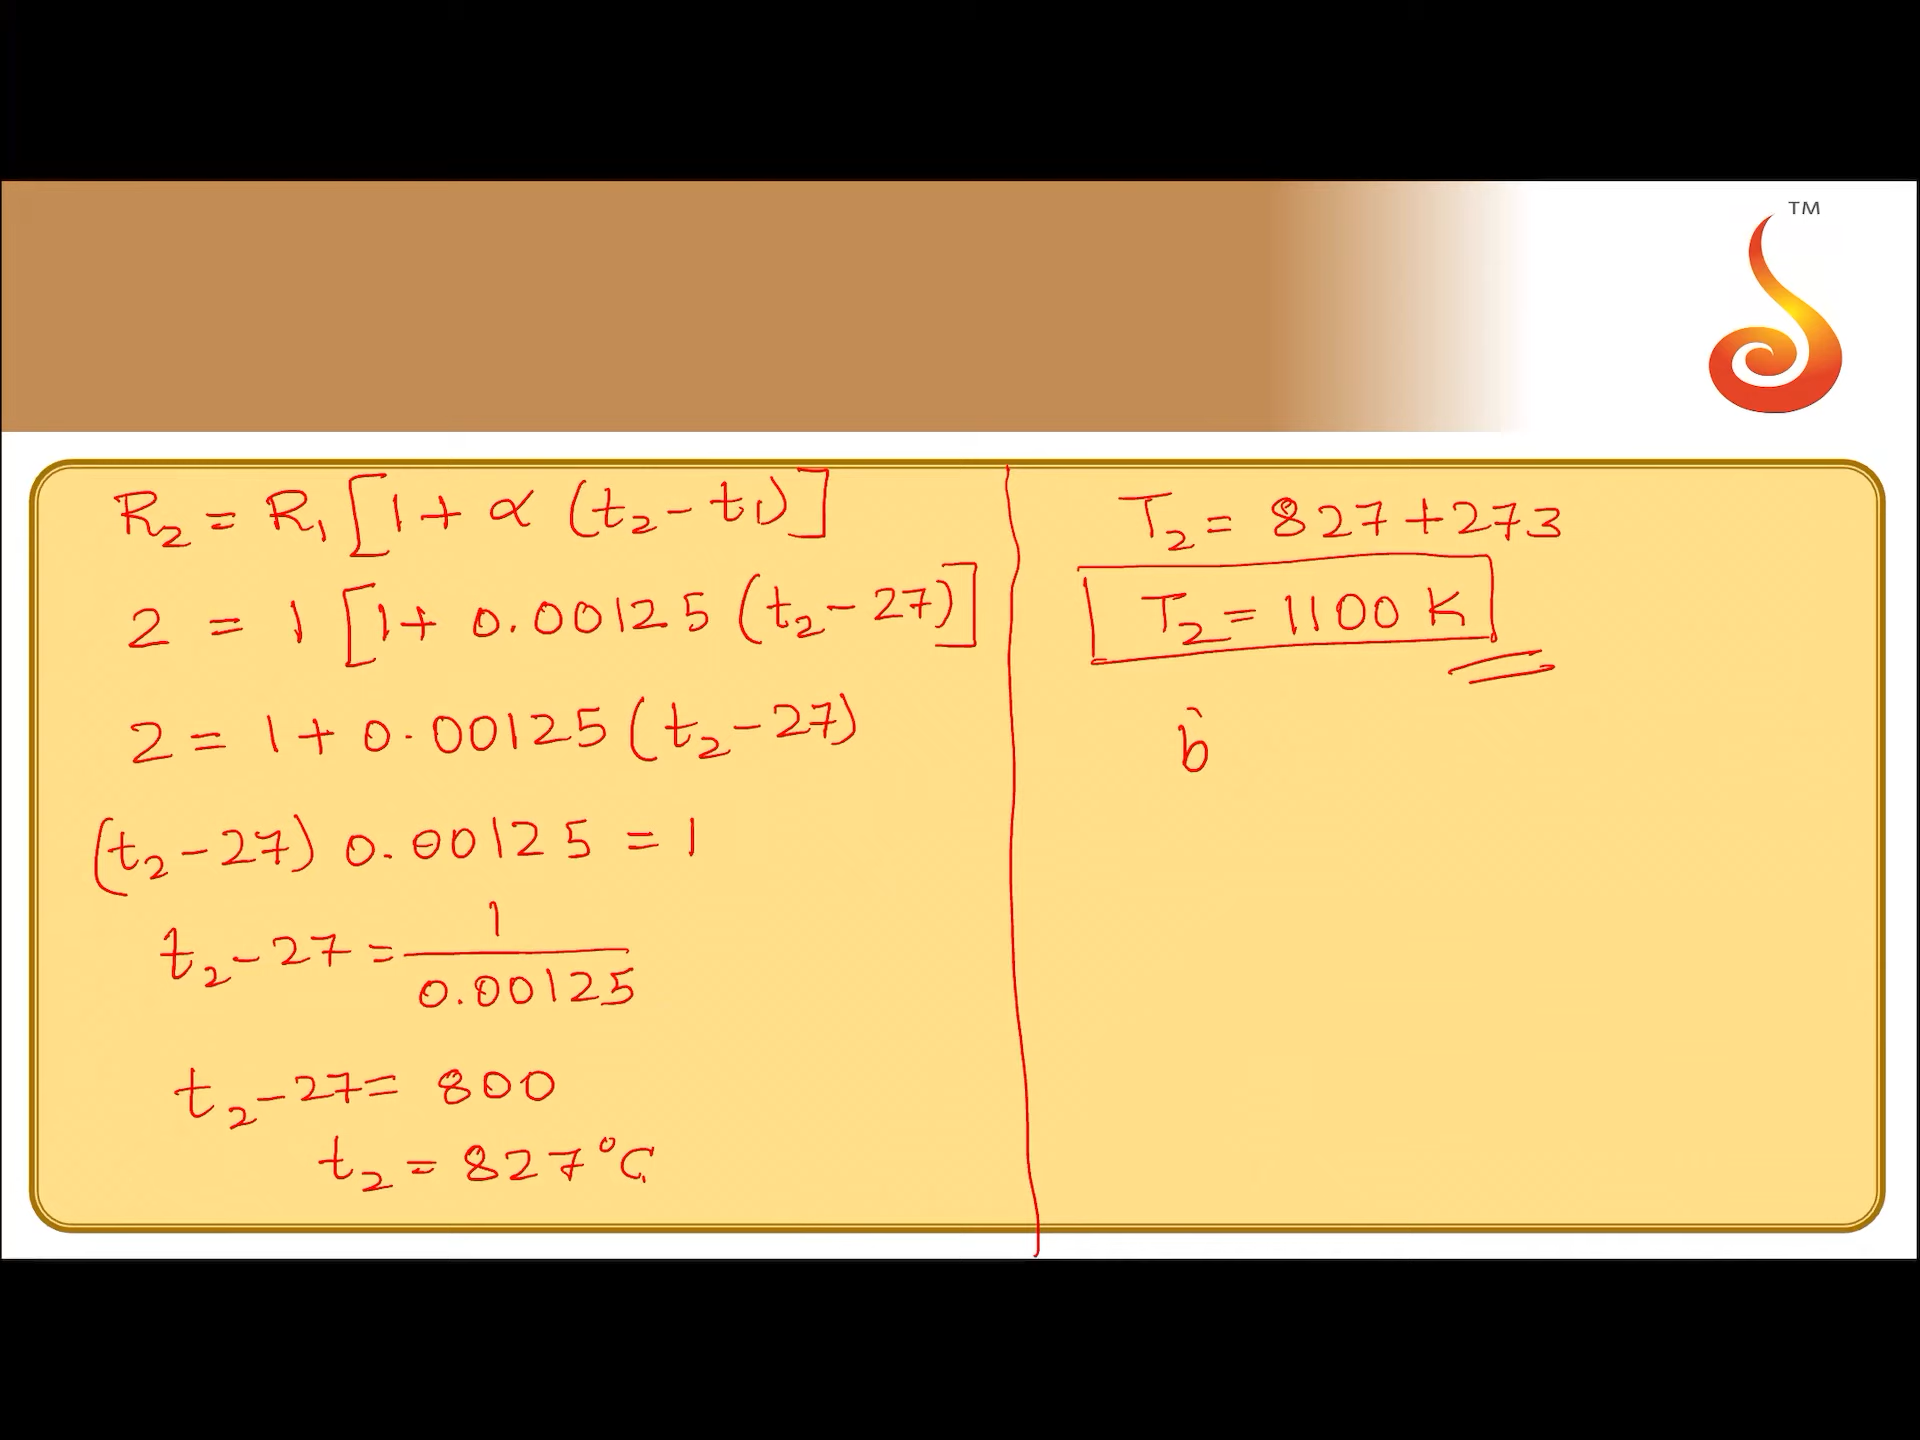 TM
R₂ = R₁ [1 + α (t₂ - t₁)]
2 = 1 [1 + 0.00125 (t₂ - 27)]
2 = 1 + 0.00125 (t₂ - 27)
(t₂ - 27) 0.00125 = 1
t₂ - 27 = 1 / 0.00125
t₂ - 27 = 800
t₂ = 827°C
T₂ = 827 + 273
T₂ = 1100 K
b